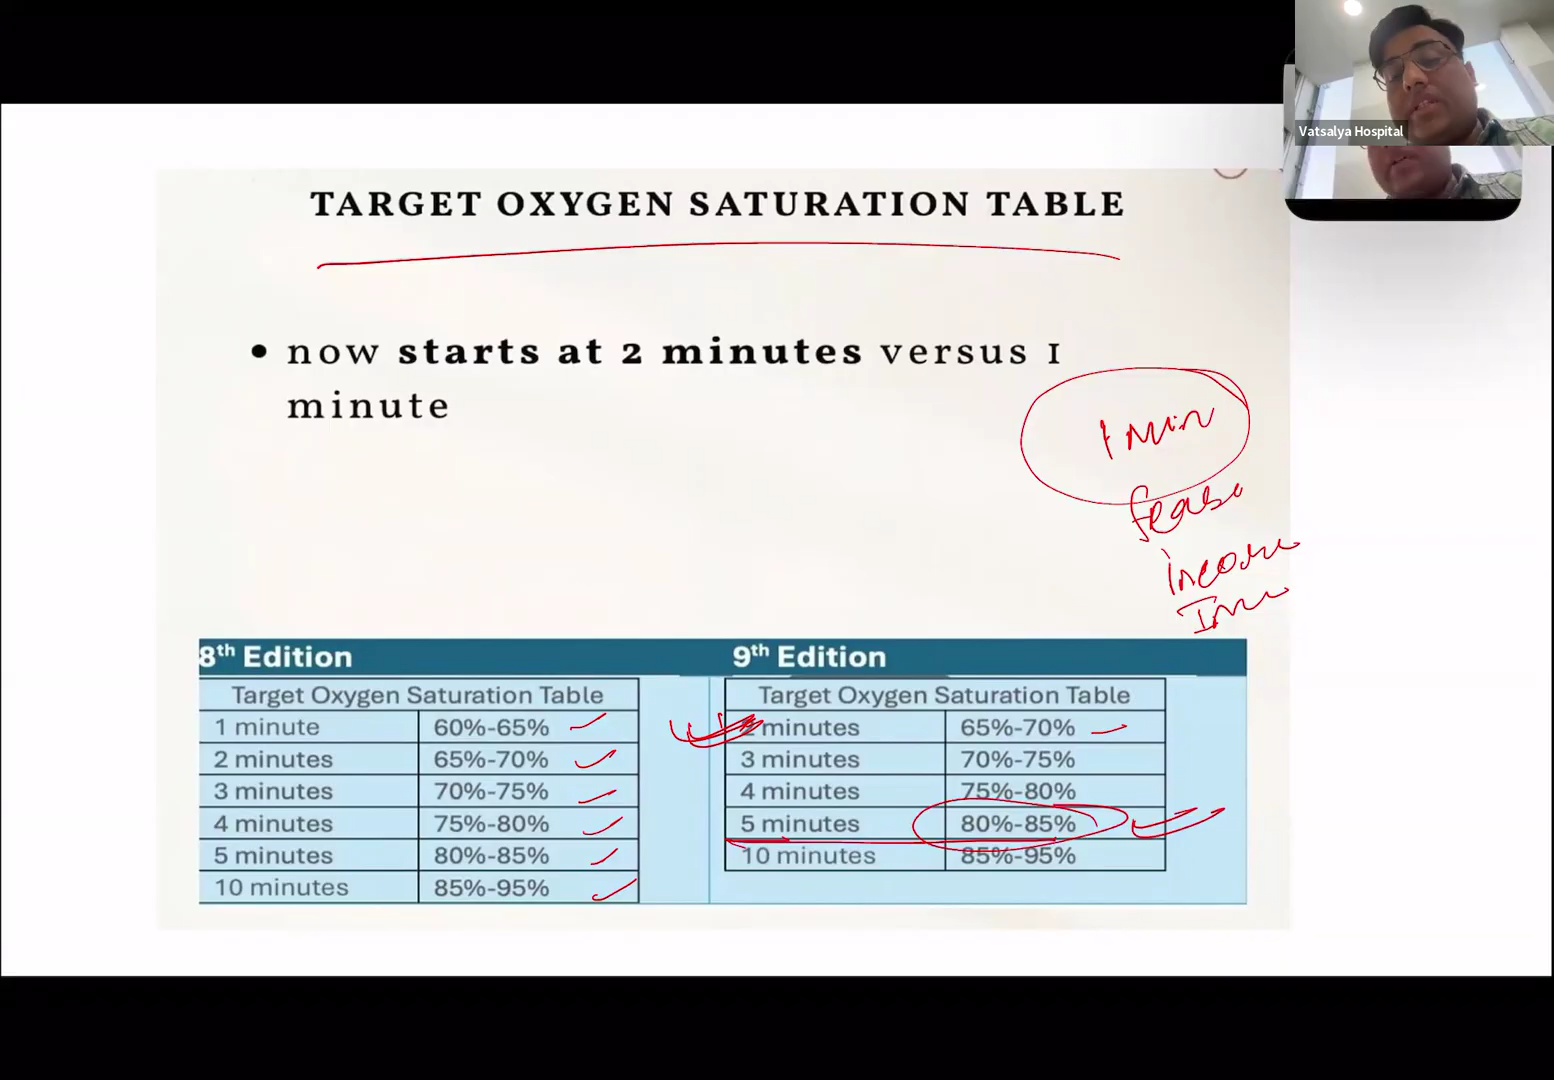 Vatsalya Hospital
TARGET OXYGEN SATURATION TABLE
• now starts at 2 minutes versus 1
minute
1 min
8th Edition
Target Oxygen Saturation Table
1 minute 60%-65%
2 minutes 65%-70%
3 minutes 70%-75%
4 minutes 75%-80%
5 minutes 80%-85%
10 minutes 85%-95%
9th Edition
Target Oxygen Saturation Table
2 minutes 65%-70%
3 minutes 70%-75%
4 minutes 75%-80%
5 minutes 80%-85%
10 minutes 85%-95%